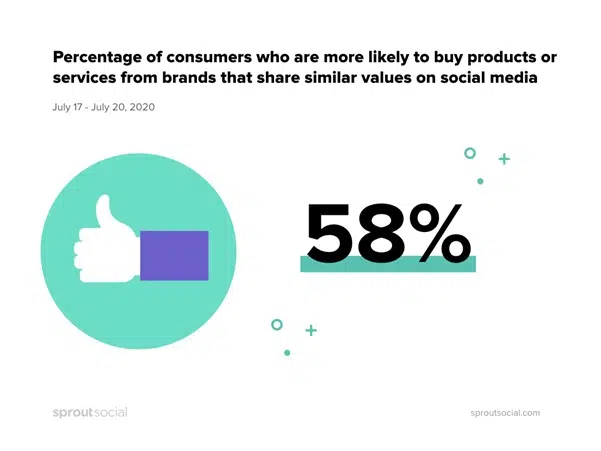 Percentage of consumers who are more likely to buy products or
services from brands that share similar values on social media
July 17 - July 20, 2020
58%
sproutsocial
sproutsocial.com